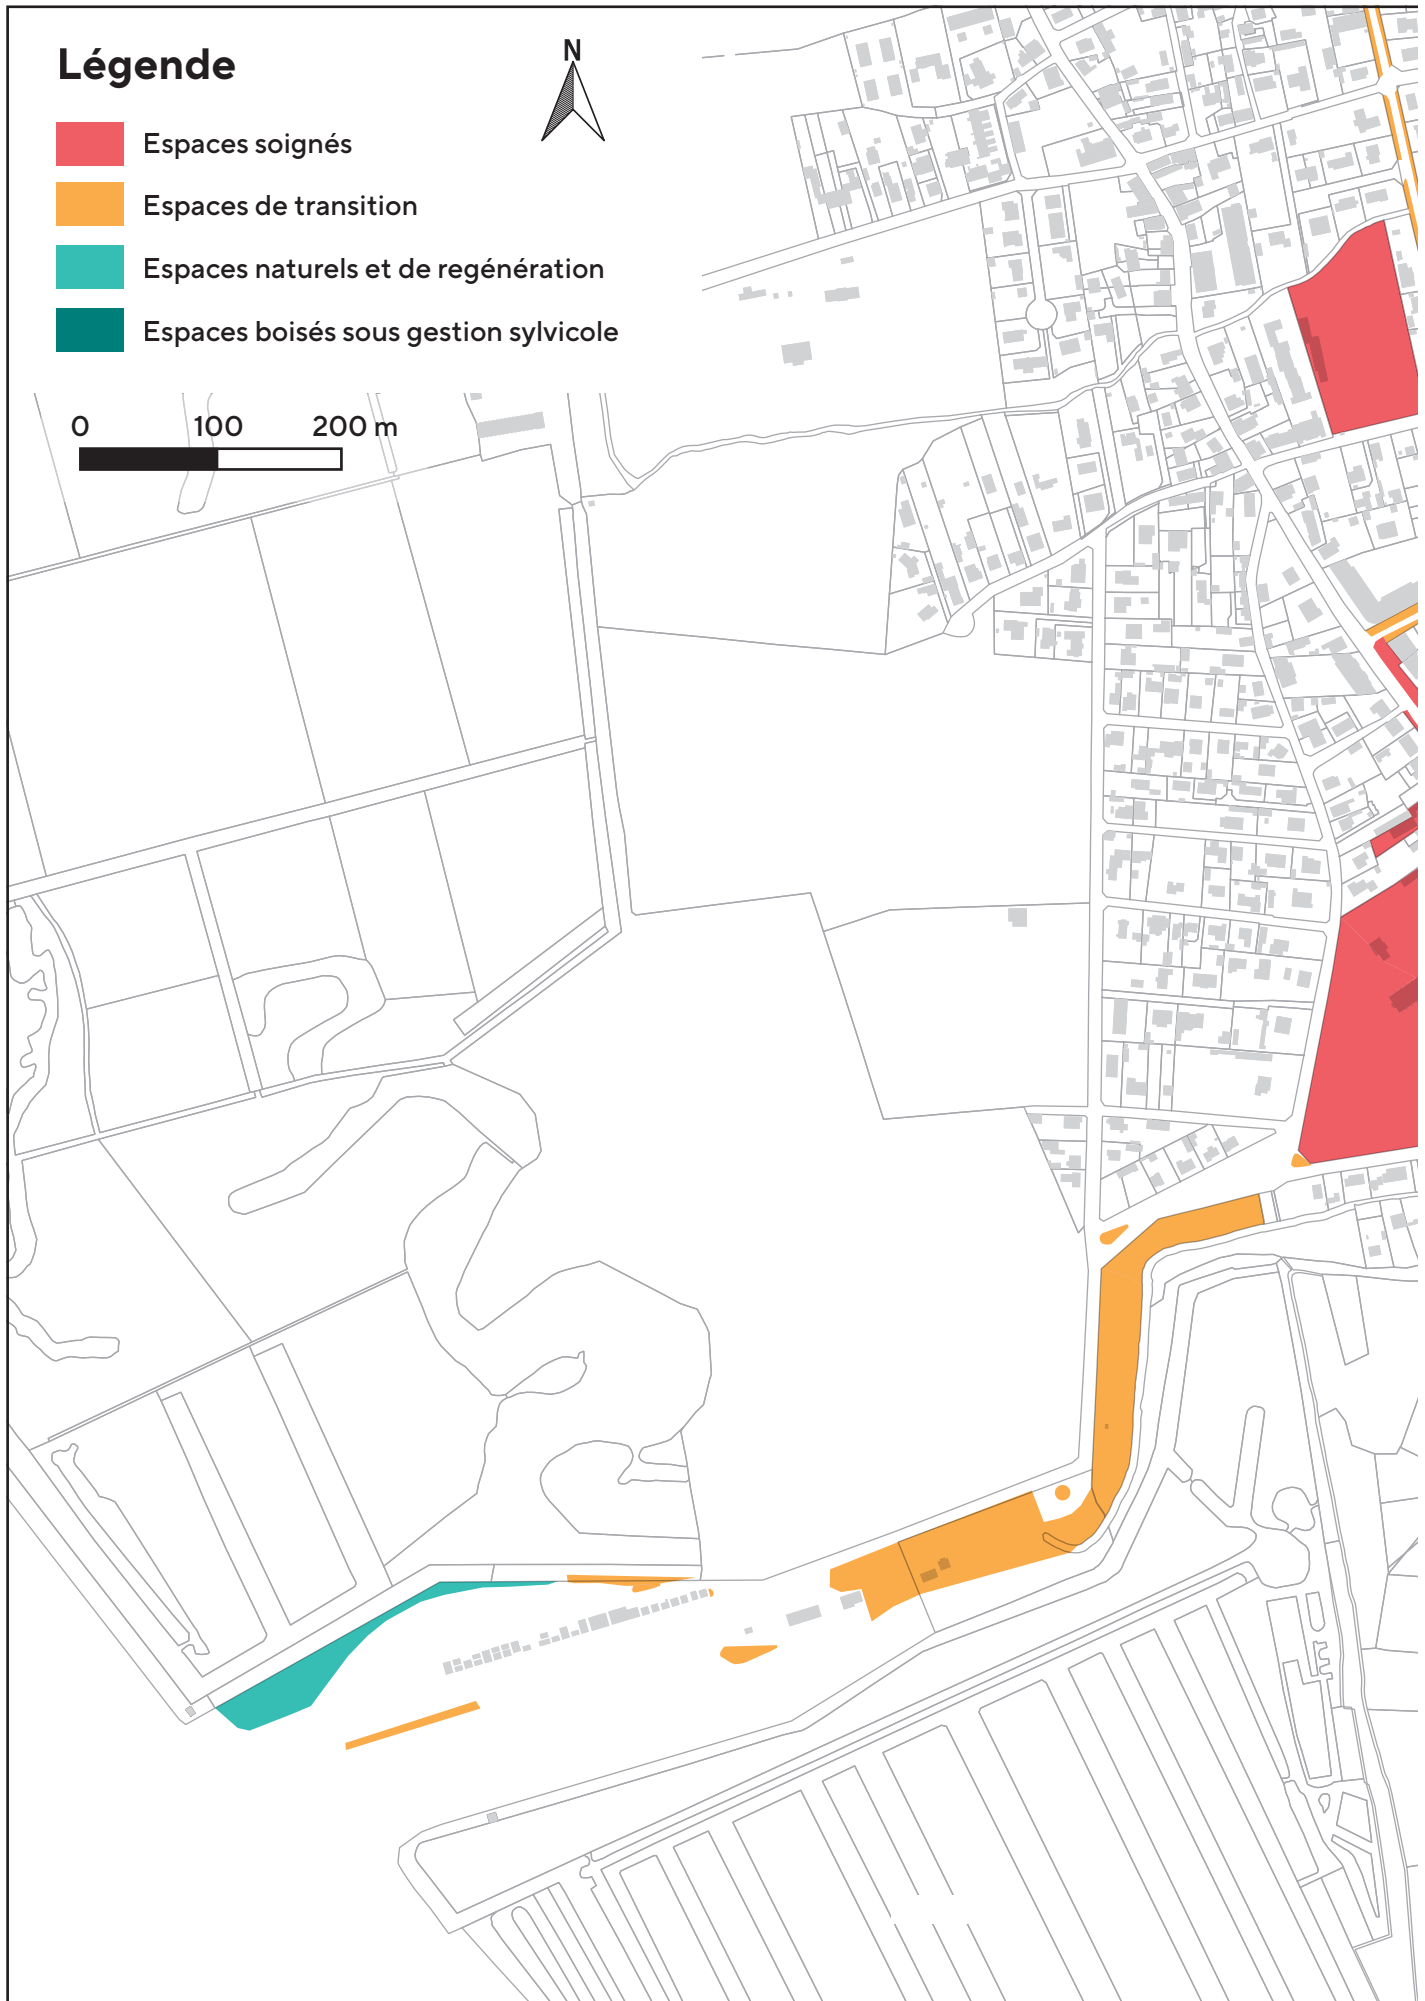 Légende
N
Espaces soignés
Espaces de transition
Espaces naturels et de regénération
Espaces boisés sous gestion sylvicole
0 100 200 m